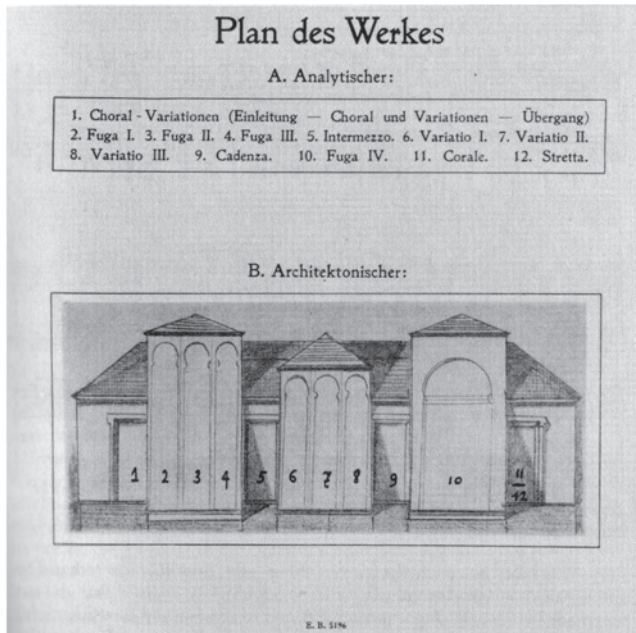 Plan des Werkes
A. Analytischer:
1. Choral - Variationen (Einleitung — Choral und Variationen — Übergang)
2. Fuga I. 3. Fuga II. 4. Fuga III. 5. Intermezzo. 6. Variatio I. 7. Variatio II.
8. Variatio III. 9. Cadenza. 10. Fuga IV. 11. Corale. 12. Stretta.
B. Architektonischer:
1 2 3 4 5 6 7 8 9 10 11
12
E. B. 5196